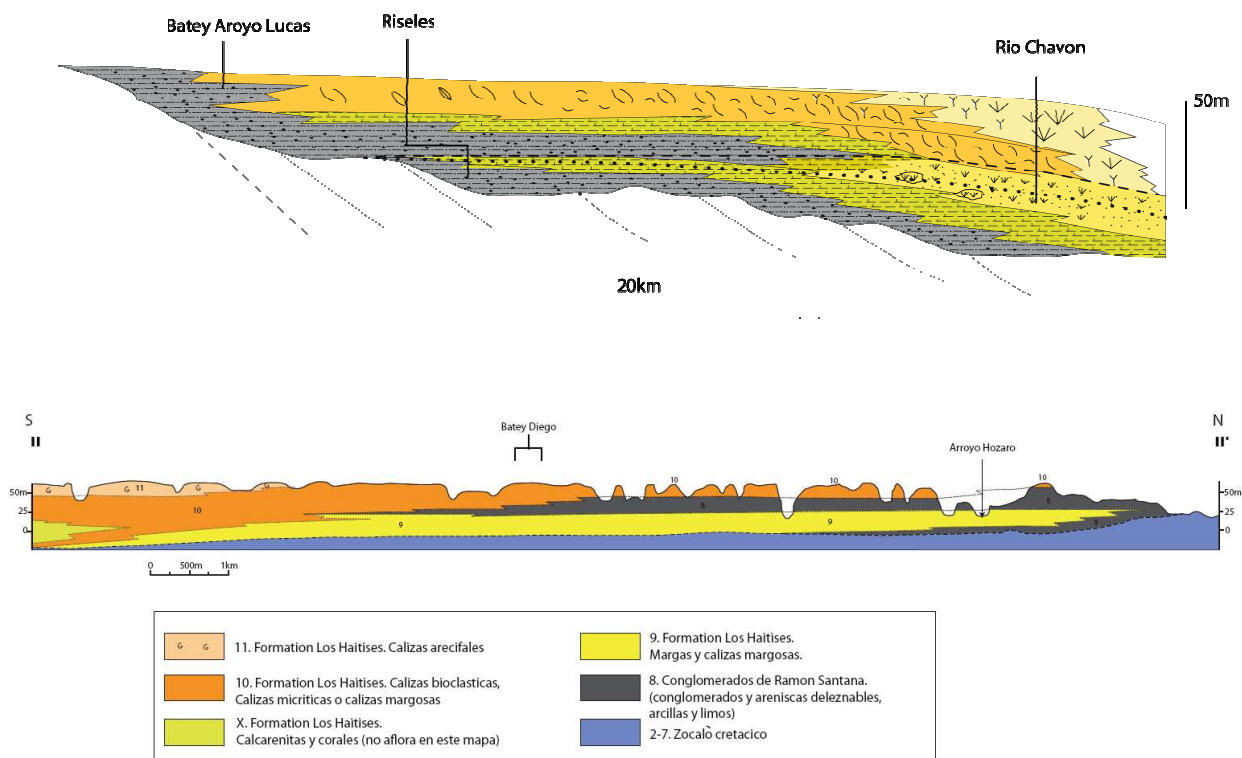 Batey Aroyo Lucas
Riseles
Rio Chavon
50m
20km
S
II
N
II'
Batey Diego
Arroyo Hozaro
50m
25
0
50m
25
0
G
11
G
G
G
10
9
10
8
9
10
10
8
8
0 500m 1km
G G
11. Formation Los Haitises. Calizas arecifales
10. Formation Los Haitises. Calizas bioclasticas,
Calizas micriticas o calizas margosas
X. Formation Los Haitises.
Calcarenitas y corales (no aflora en este mapa)
9. Formation Los Haitises.
Margas y calizas margosas.
8. Conglomerados de Ramon Santana.
(conglomerados y areniscas deleznables,
arcillas y limos)
2-7. Zocalò cretacico